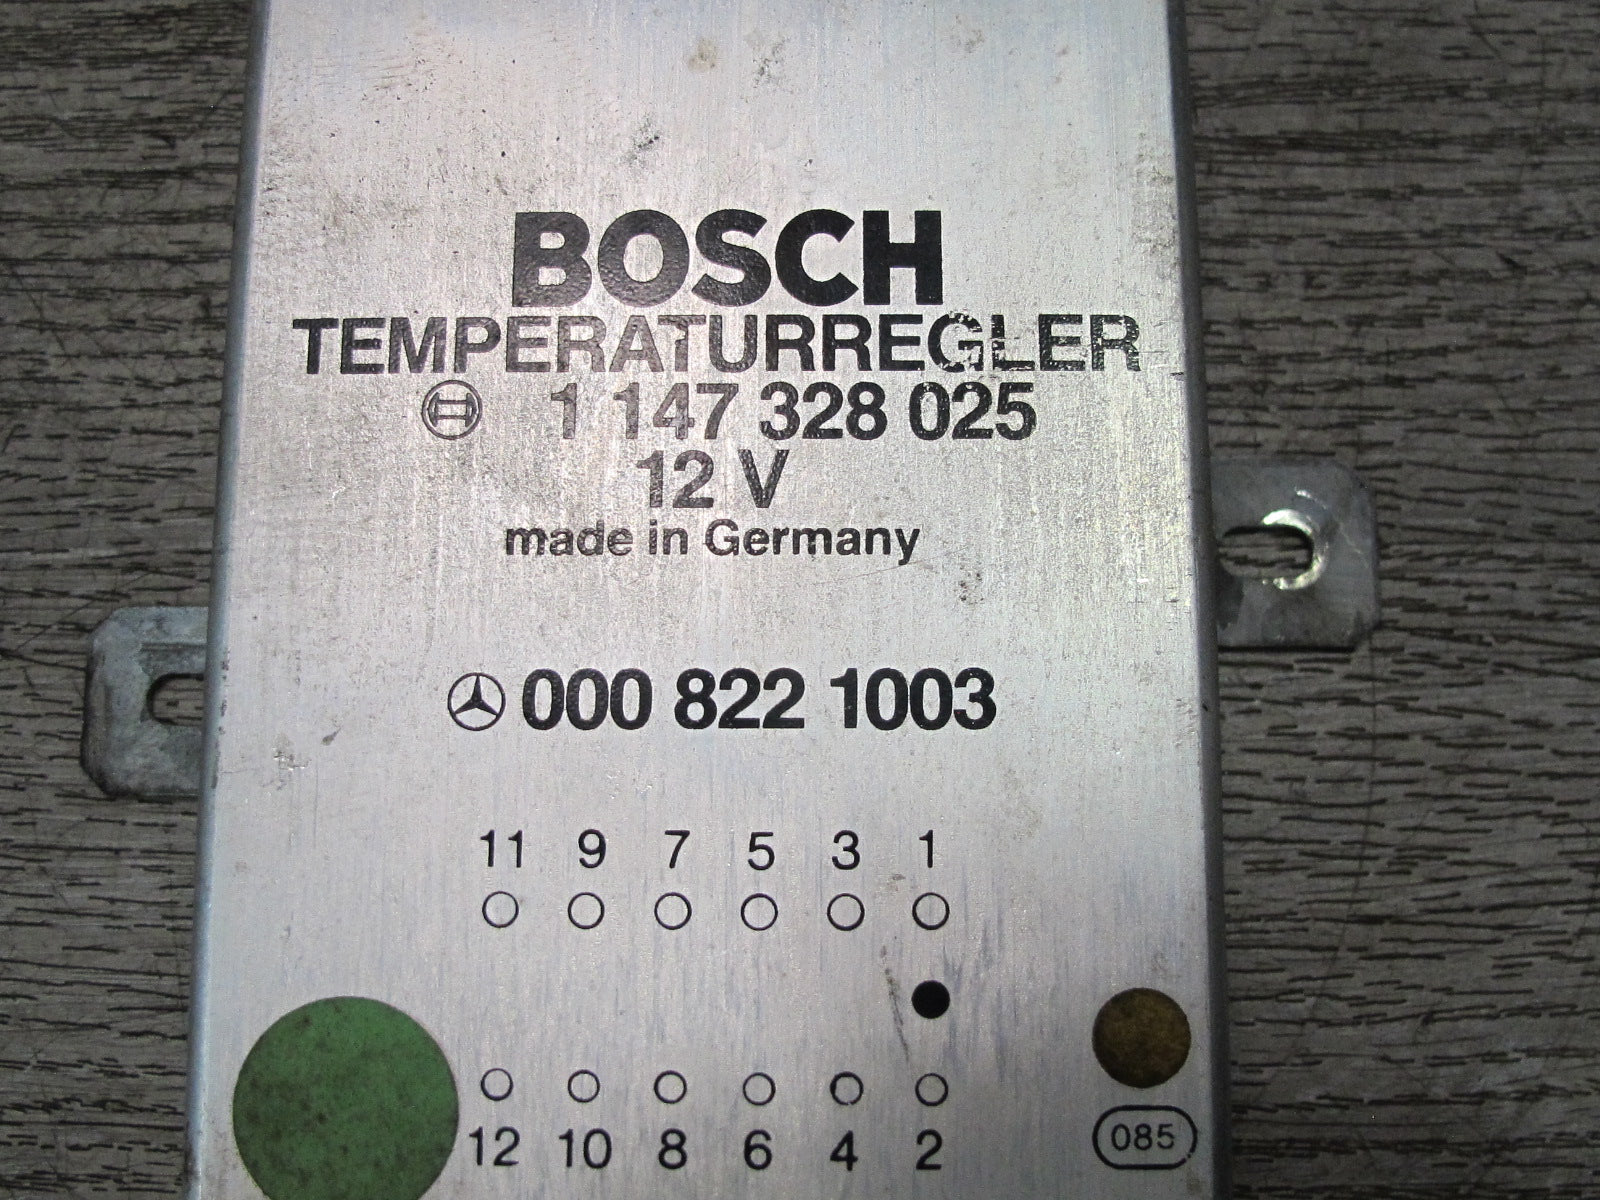 BOSCH
TEMPERATURREGLER
1 147 328 025
12 V
made in Germany
000 822 1003
11 9 7 5 3 1
12 10 8 6 4 2
085